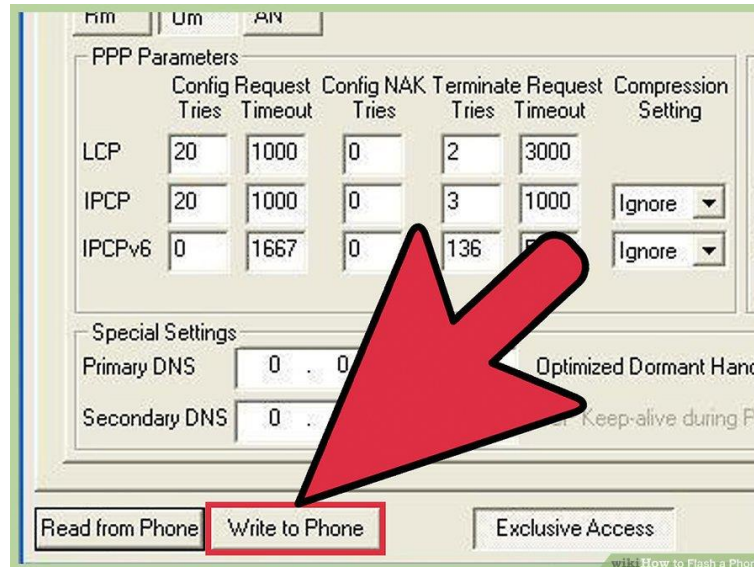 Rm Um AN
PPP Parameters
Config Request Config NAK Terminate Request Compression
Tries Timeout Tries Tries Timeout Setting
LCP 20 1000 0 2 3000
IPCP 20 1000 0 3 1000 Ignore
IPCPv6 0 1667 0 136 Ignore
Special Settings
Primary DNS 0 . 0 Optimized Dormant Hand
Secondary DNS 0 . Keep-alive during P
Read from Phone Write to Phone Exclusive Access
wikiHow to Flash a Phon